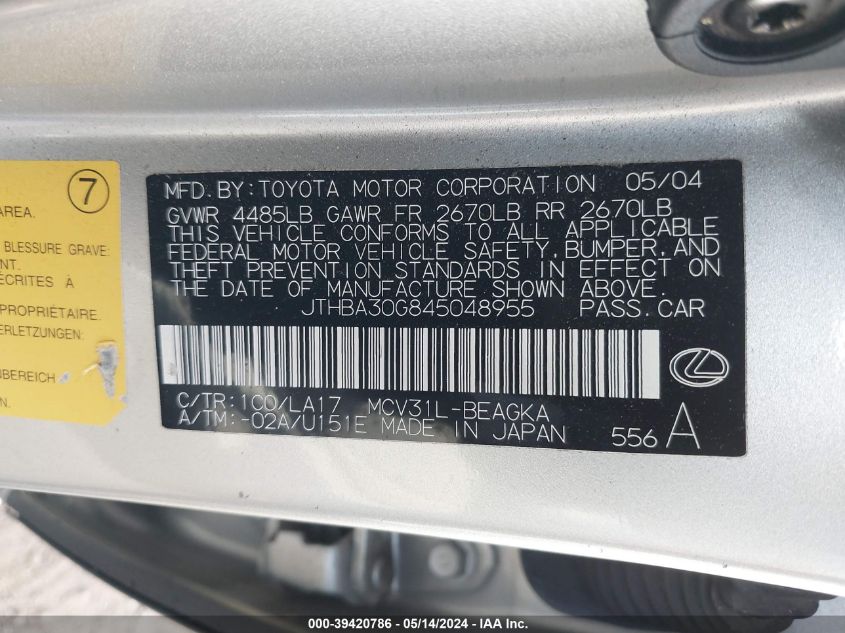 7
AREA.
BLESSURE GRAVE:
ENT.
ÉCRITES À
PROPRIÉTAIRE.
ERLETZUNGEN:
NBEREICH
EN.
MFD. BY: TOYOTA MOTOR CORPORATION 05/04
GVWR 4485LB GAWR FR 2670LB RR 2670LB
THIS VEHICLE CONFORMS TO ALL APPLICABLE
FEDERAL MOTOR VEHICLE SAFETY, BUMPER, AND
THEFT PREVENTION STANDARDS IN EFFECT ON
THE DATE OF MANUFACTURE SHOWN ABOVE.
JTHBA30G845048955 PASS. CAR
C/TR: 1C0/LA17 MCV31L-BEAGKA
A/TM: -02A/U151E MADE IN JAPAN 556 A
000-39420786 - 05/14/2024 - IAA Inc.